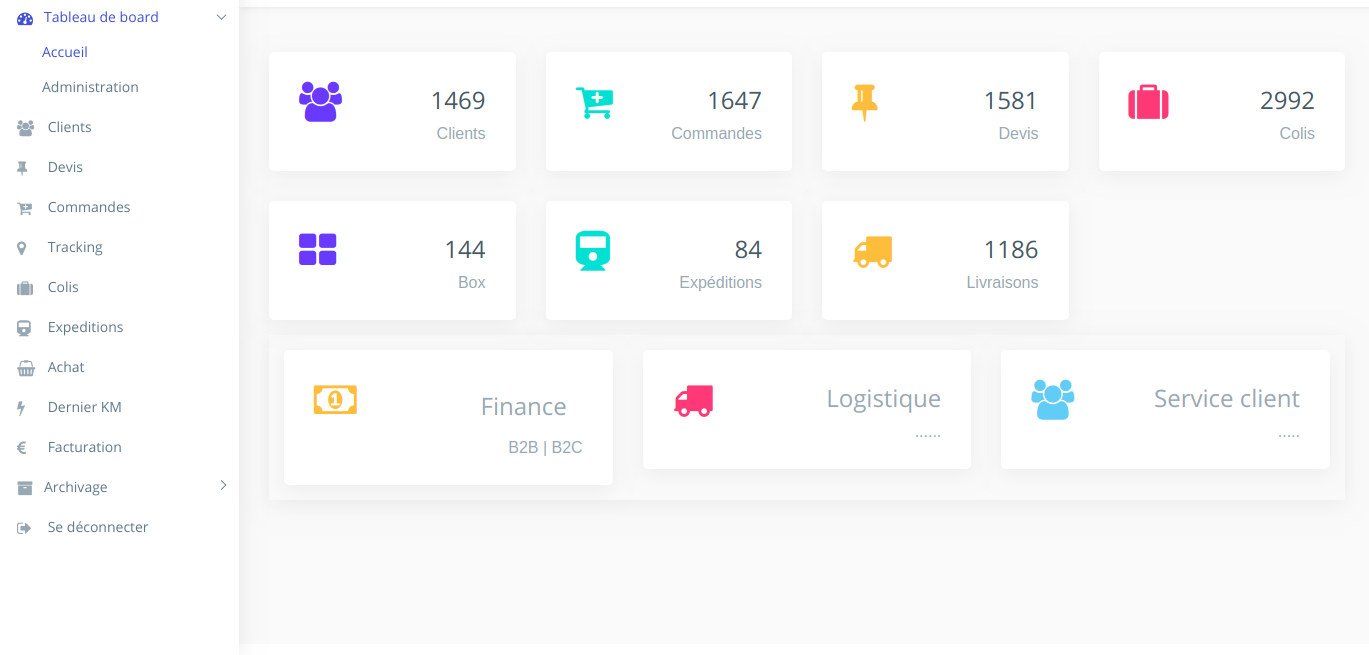 Tableau de board
Accueil
Administration
Clients
Devis
Commandes
Tracking
Colis
Expeditions
Achat
Dernier KM
Facturation
Archivage
Se déconnecter
1469
Clients
1647
Commandes
1581
Devis
2992
Colis
144
Box
84
Expéditions
1186
Livraisons
1
Finance
B2B | B2C
Logistique
......
Service client
.....